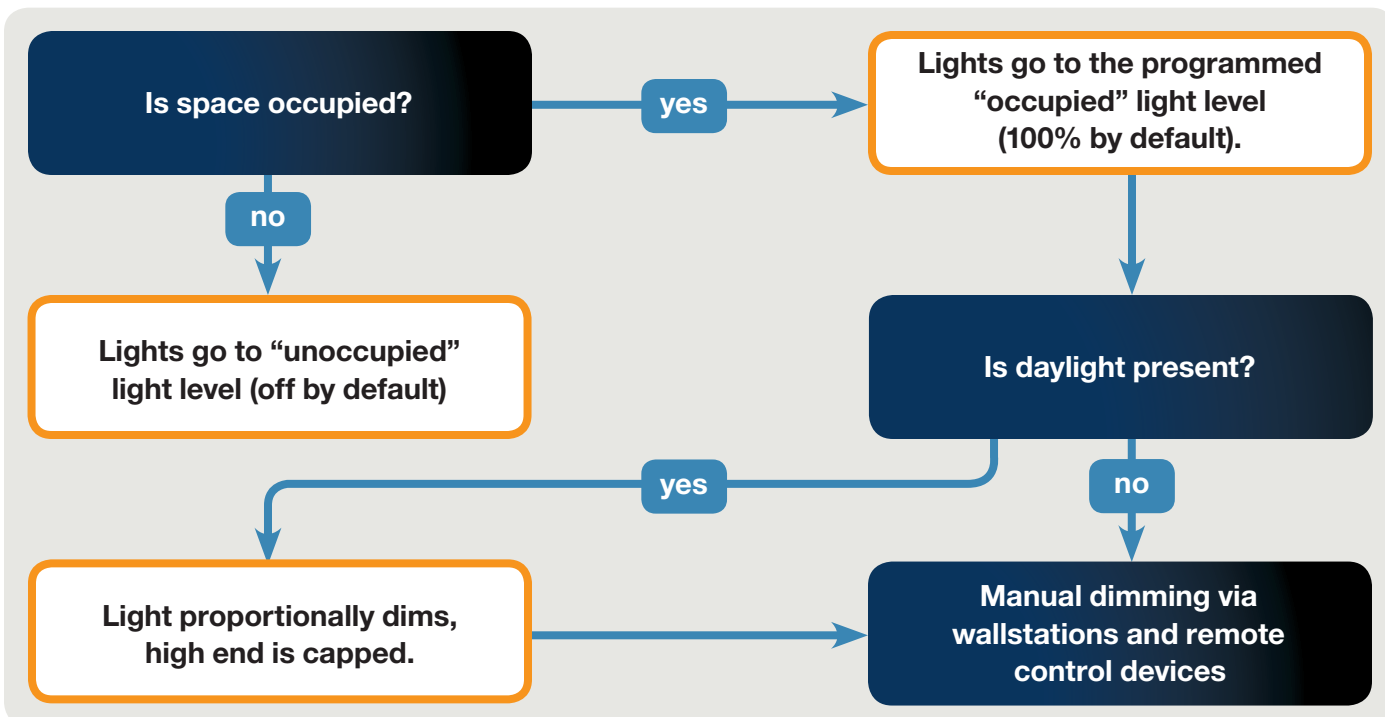 Is space occupied?
yes
Lights go to the programmed
“occupied” light level
(100% by default).
no
Lights go to “unoccupied”
light level (off by default)
Is daylight present?
yes
no
Light proportionally dims,
high end is capped.
Manual dimming via
wallstations and remote
control devices